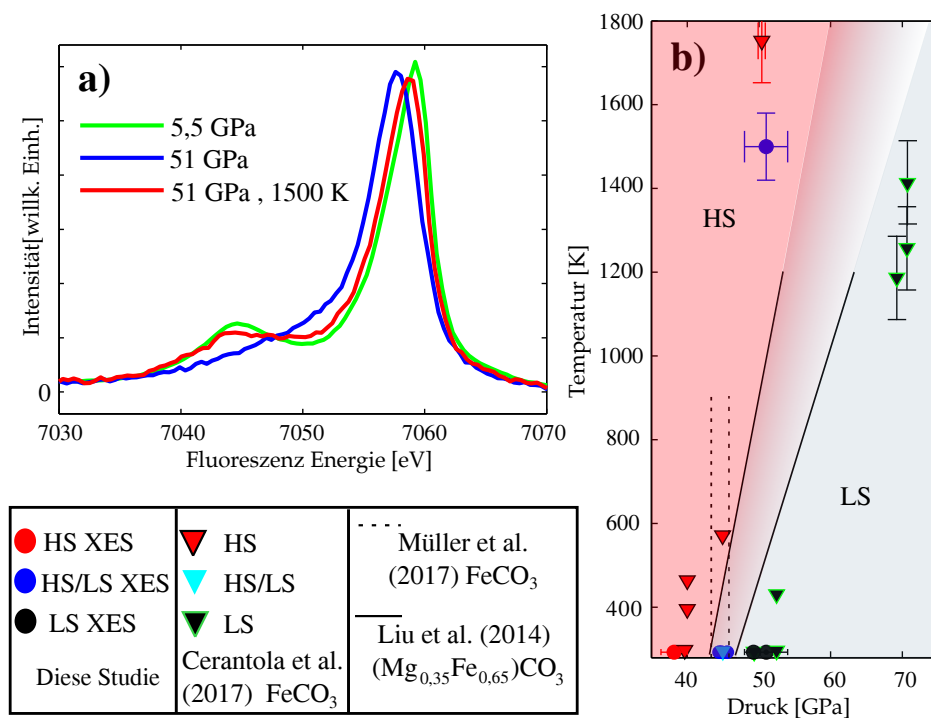 a)
5,5 GPa
51 GPa
51 GPa , 1500 K
Intensität[willk. Einh.]
0
7030 7040 7050 7060 7070
Fluoreszenz Energie [eV]
b)
1800
1600
1400
1200
1000
800
600
400
Temperatur [K]
HS
LS
40 50 60 70
Druck [GPa]
HS XES
HS/LS XES
LS XES
Diese Studie
HS
HS/LS
LS
Cerantola et al.
(2017) FeCO₃
Müller et al.
(2017) FeCO₃
Liu et al. (2014)
(Mg₀,₃₅Fe₀,₆₅)CO₃